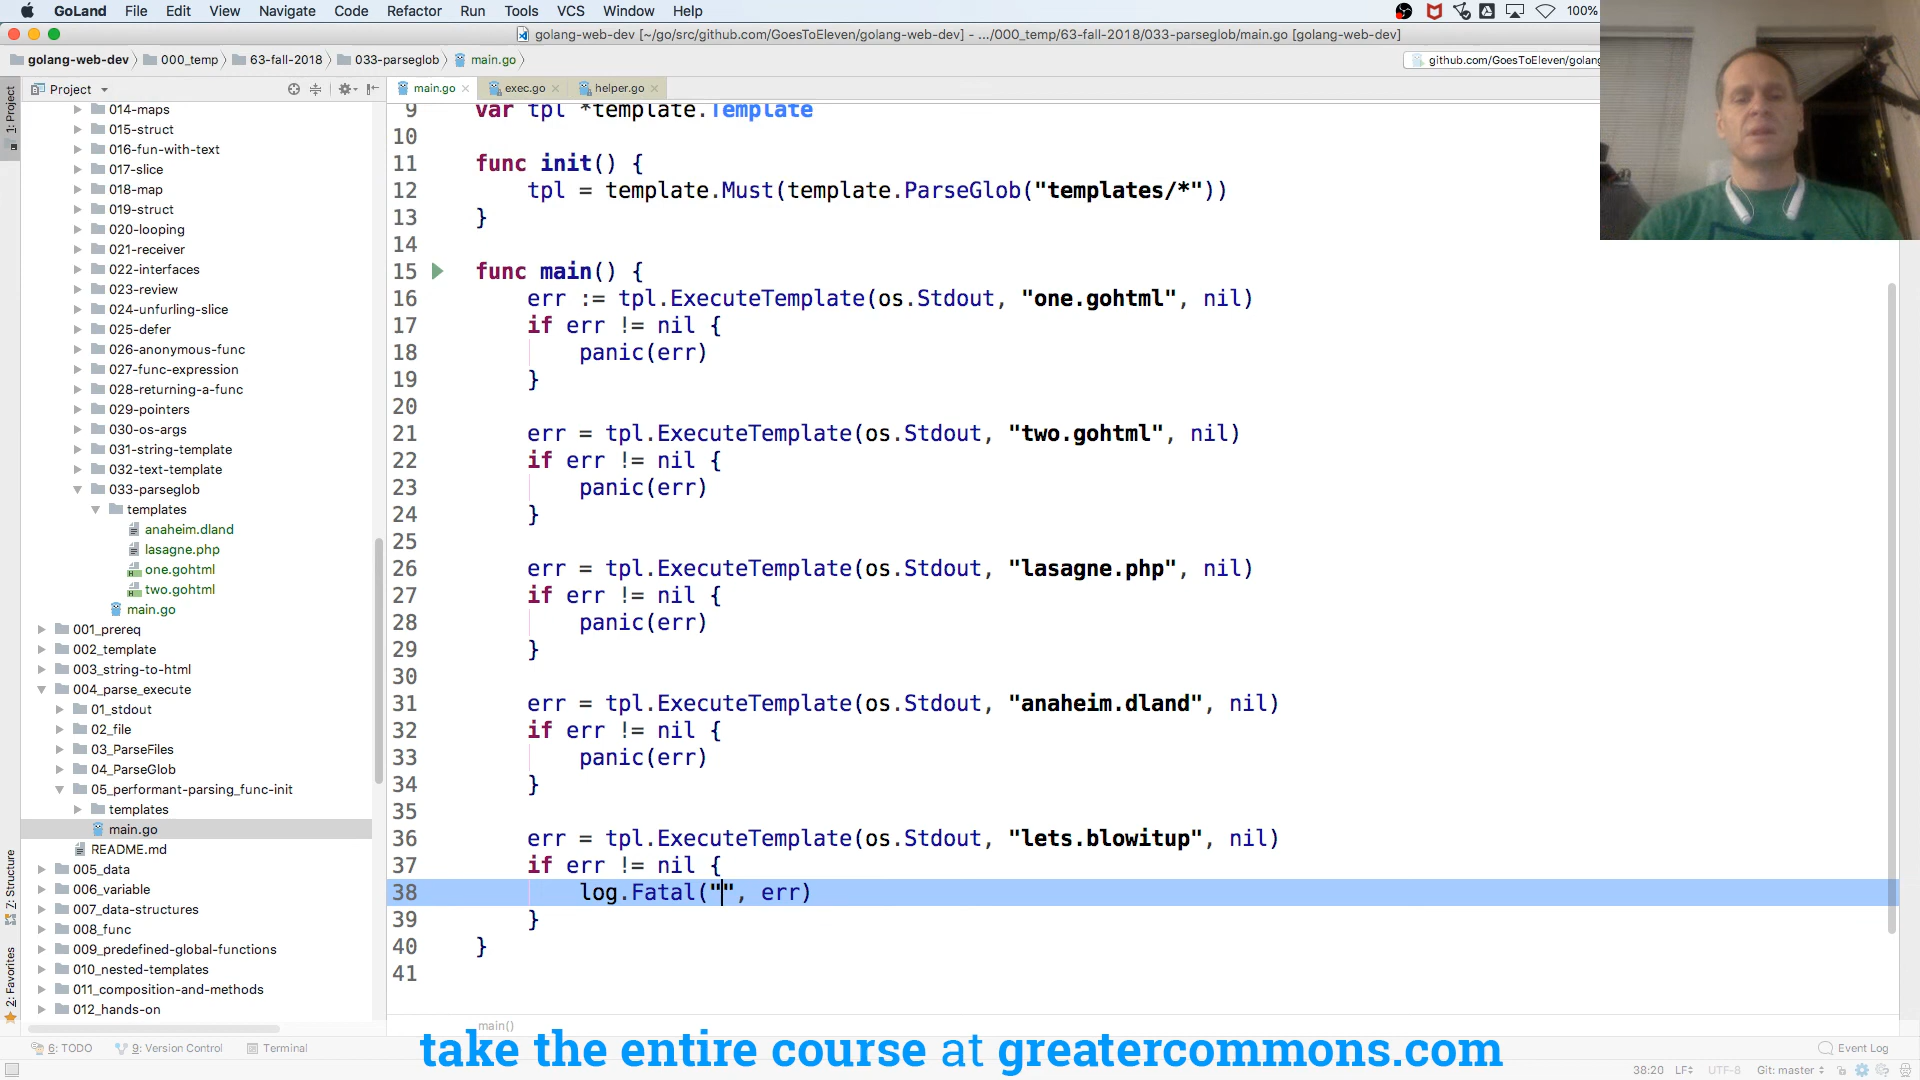 GoLand File Edit View Navigate Code Refactor Run Tools VCS Window Help 100%
golang-web-dev [~/go/src/github.com/GoesToEleven/golang-web-dev] - .../000_temp/63-fall-2018/033-parseglob/main.go [golang-web-dev]
golang-web-dev 000_temp 63-fall-2018 033-parseglob main.go github.com/GoesToEleven/golang
Project
main.go exec.go helper.go
1: Project
7: Structure
2: Favorites
014-maps
015-struct
016-fun-with-text
017-slice
018-map
019-struct
020-looping
021-receiver
022-interfaces
023-review
024-unfurling-slice
025-defer
026-anonymous-func
027-func-expression
028-returning-a-func
029-pointers
030-os-args
031-string-template
032-text-template
033-parseglob
templates
anaheim.dland
lasagne.php
one.gohtml
two.gohtml
main.go
001_prereq
002_template
003_string-to-html
004_parse_execute
01_stdout
02_file
03_ParseFiles
04_ParseGlob
05_performant-parsing_func-init
templates
main.go
README.md
005_data
006_variable
007_data-structures
008_func
009_predefined-global-functions
010_nested-templates
011_composition-and-methods
012_hands-on
9 var tpl *template.Template
10
11 func init() {
12 tpl = template.Must(template.ParseGlob("templates/*"))
13 }
14
15 func main() {
16 err := tpl.ExecuteTemplate(os.Stdout, "one.gohtml", nil)
17 if err != nil {
18 panic(err)
19 }
20
21 err = tpl.ExecuteTemplate(os.Stdout, "two.gohtml", nil)
22 if err != nil {
23 panic(err)
24 }
25
26 err = tpl.ExecuteTemplate(os.Stdout, "lasagne.php", nil)
27 if err != nil {
28 panic(err)
29 }
30
31 err = tpl.ExecuteTemplate(os.Stdout, "anaheim.dland", nil)
32 if err != nil {
33 panic(err)
34 }
35
36 err = tpl.ExecuteTemplate(os.Stdout, "lets.blowitup", nil)
37 if err != nil {
38 log.Fatal("", err)
39 }
40 }
41
main()
take the entire course at greatercommons.com
6: TODO 9: Version Control Terminal Event Log
38:20 LF UTF-8 Git: master